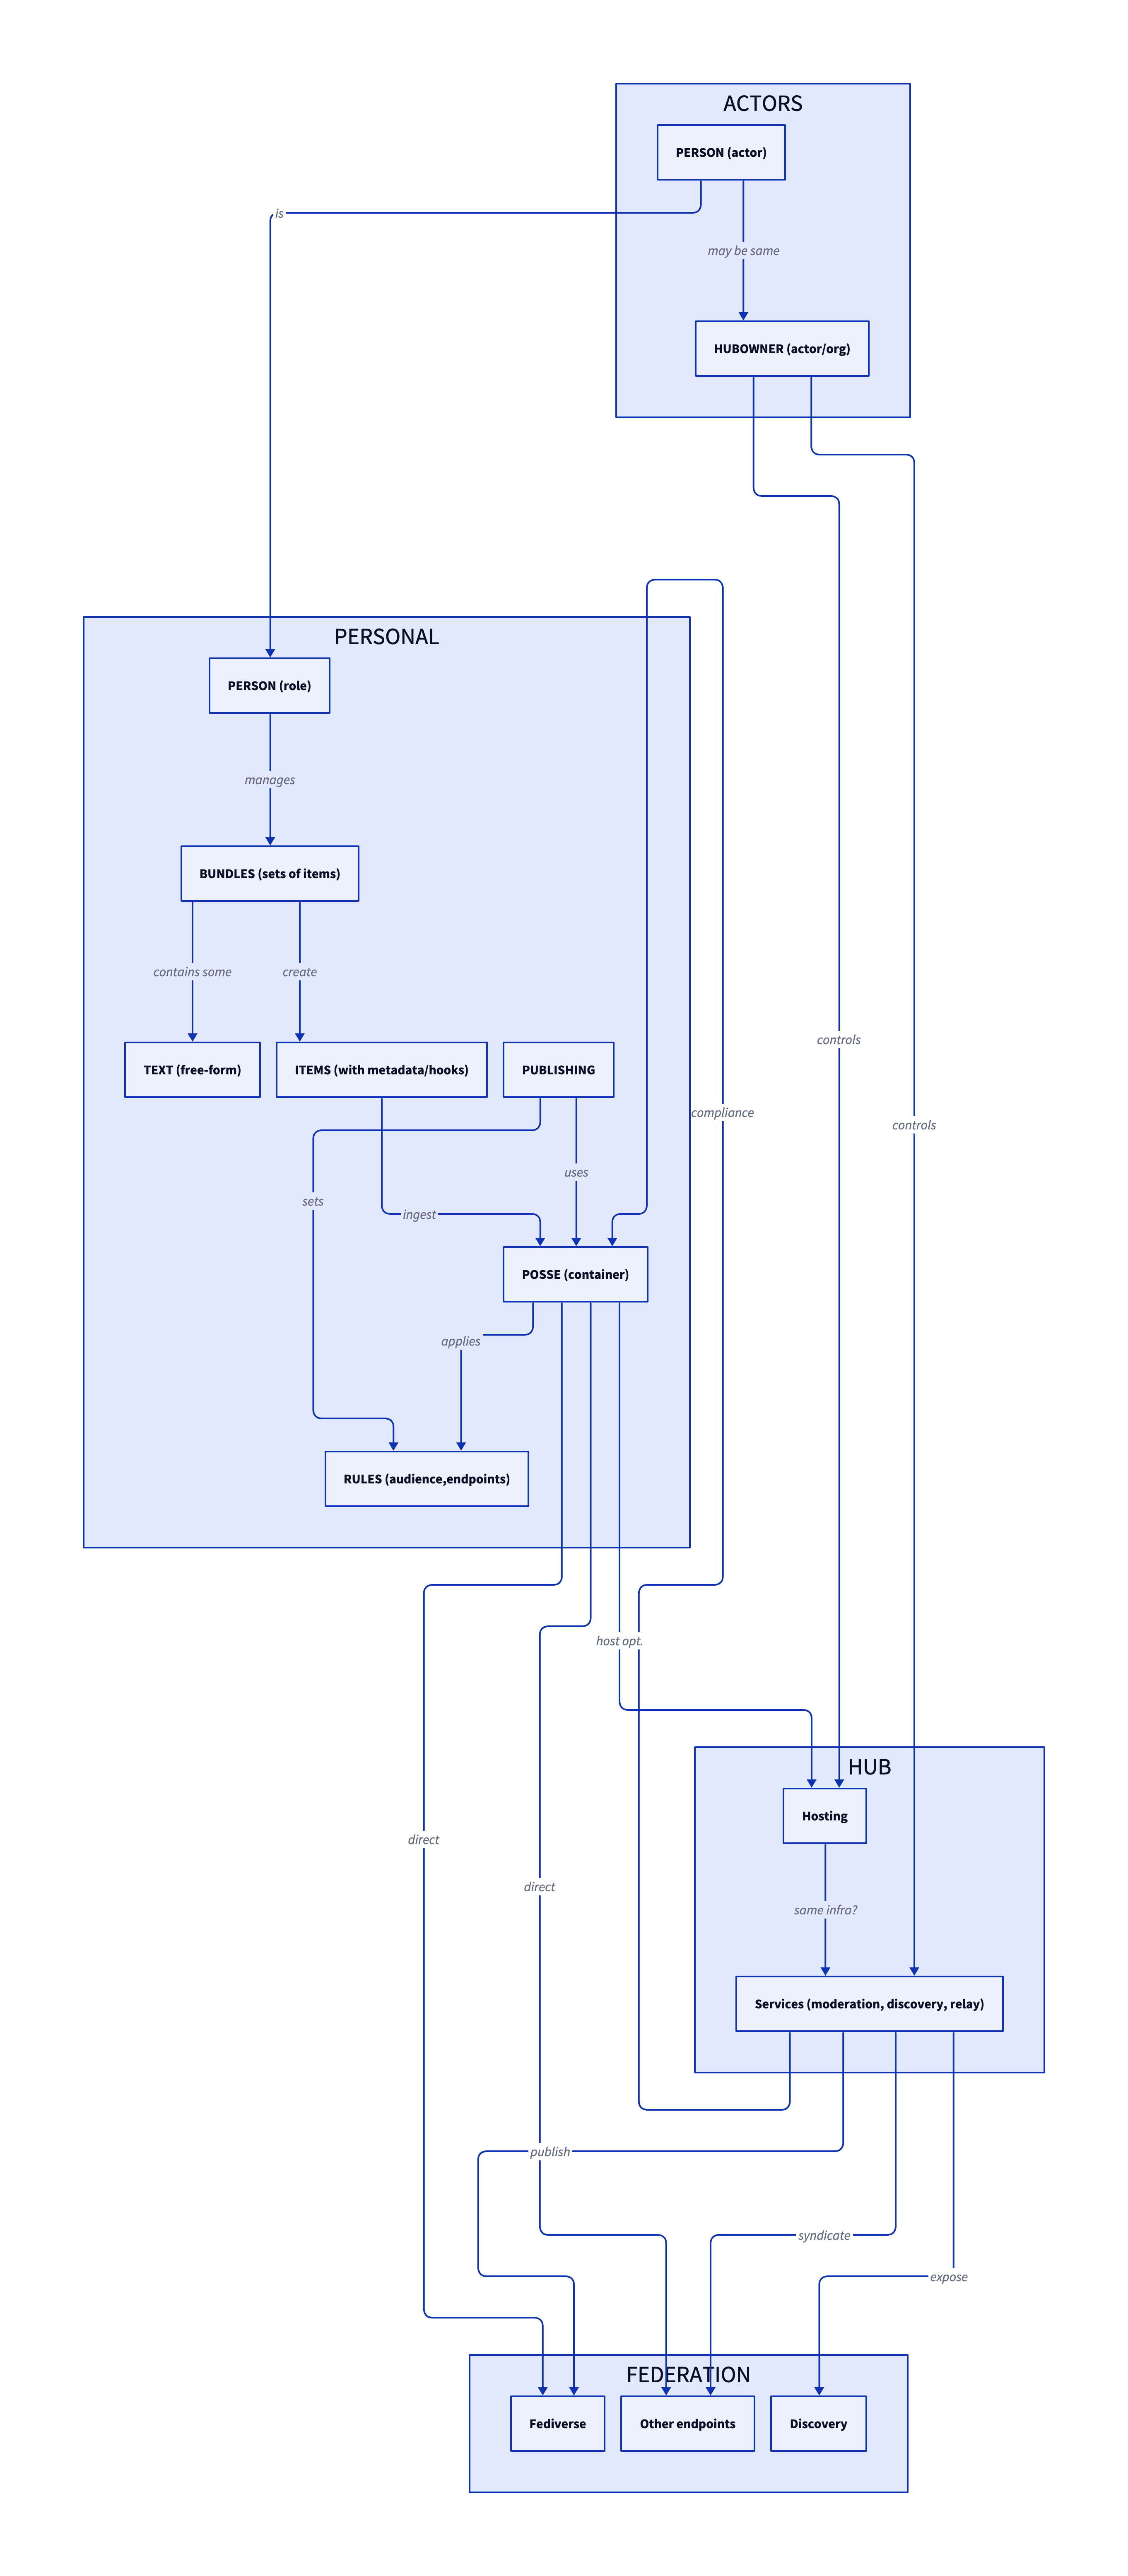 ACTORS
PERSON (actor)
is
may be same
HUBOWNER (actor/org)
PERSONAL
PERSON (role)
manages
BUNDLES (sets of items)
contains some
create
controls
TEXT (free-form)
ITEMS (with metadata/hooks)
PUBLISHING
compliance
controls
uses
sets
ingest
POSSE (container)
applies
RULES (audience,endpoints)
host opt.
HUB
Hosting
direct
direct
same infra?
Services (moderation, discovery, relay)
publish
syndicate
expose
FEDERATION
Fediverse
Other endpoints
Discovery